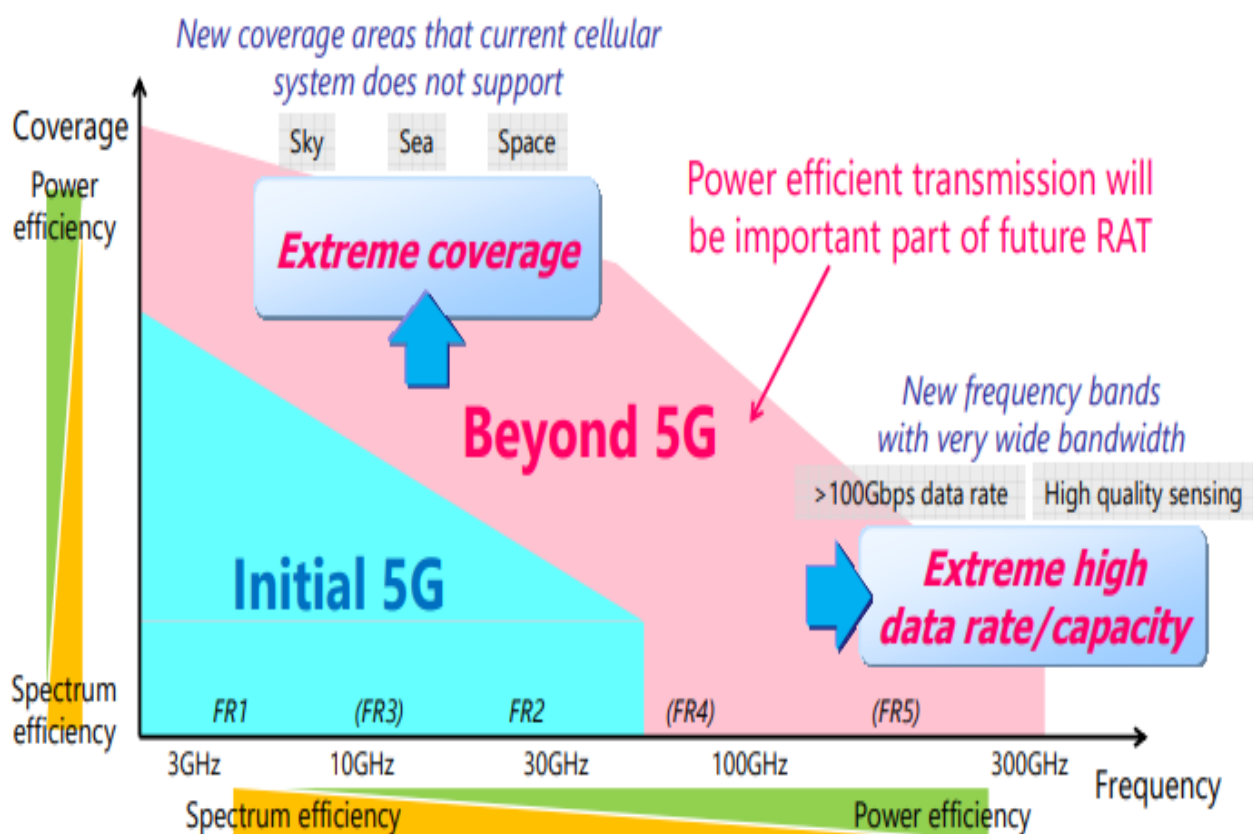 New coverage areas that current cellular
system does not support
Coverage
Sky
Sea
Space
Power
efficiency
Extreme coverage
Power efficient transmission will
be important part of future RAT
Beyond 5G
New frequency bands
with very wide bandwidth
>100Gbps data rate
High quality sensing
Initial 5G
Extreme high
data rate/capacity
Spectrum
efficiency
FR1
(FR3)
FR2
(FR4)
(FR5)
3GHz
10GHz
30GHz
100GHz
300GHz
Frequency
Spectrum efficiency
Power efficiency